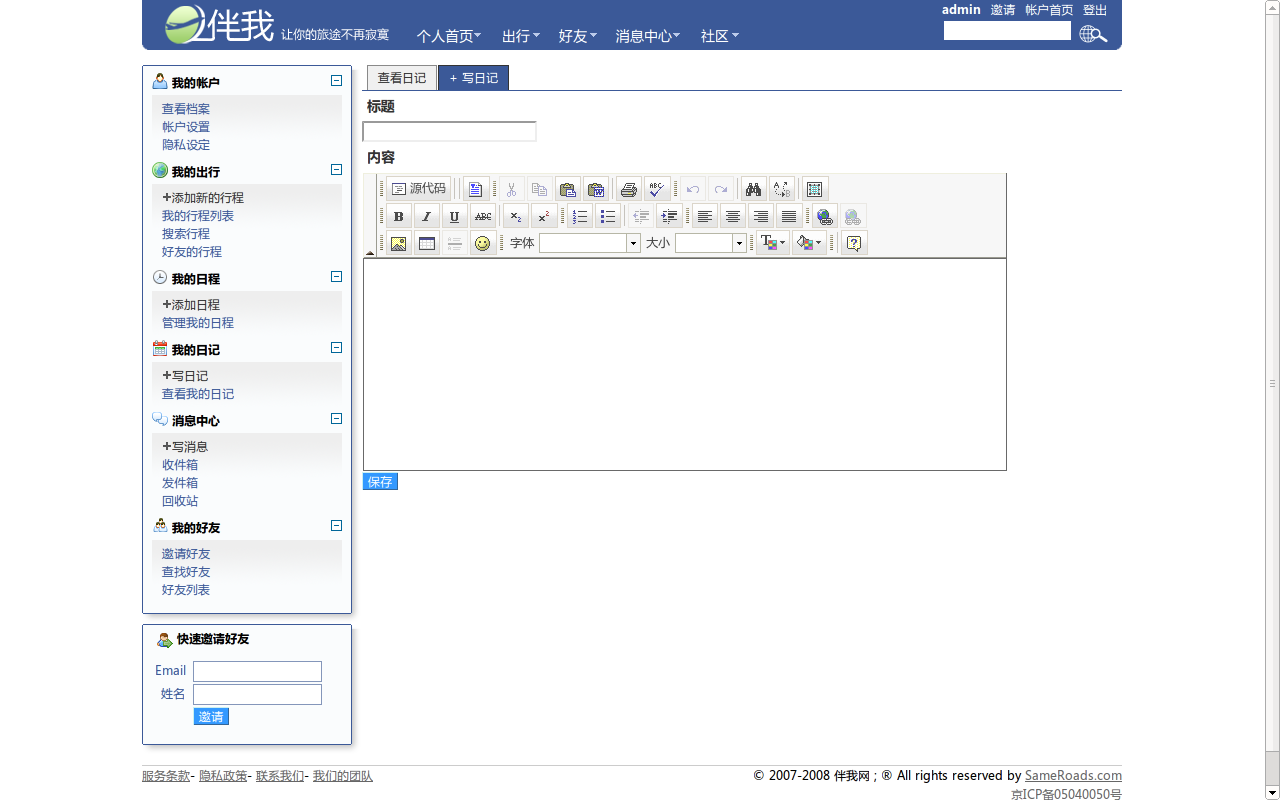 伴我 让你的旅途不再寂寞 个人首页 出行 好友 消息中心 社区
admin 邀请 帐户首页 登出
我的帐户
查看档案
帐户设置
隐私设定
我的出行
+添加新的行程
我的行程列表
搜索行程
好友的行程
我的日程
+添加日程
管理我的日程
我的日记
+写日记
查看我的日记
消息中心
+写消息
收件箱
发件箱
回收站
我的好友
邀请好友
查找好友
好友列表
快速邀请好友
Email
姓名
邀请
查看日记 + 写日记
标题
内容
源代码 ABC
B I U ABC x2 x2
字体 大小
保存
服务条款- 隐私政策- 联系我们- 我们的团队
© 2007-2008 伴我网 ; ® All rights reserved by SameRoads.com
京ICP备05040050号